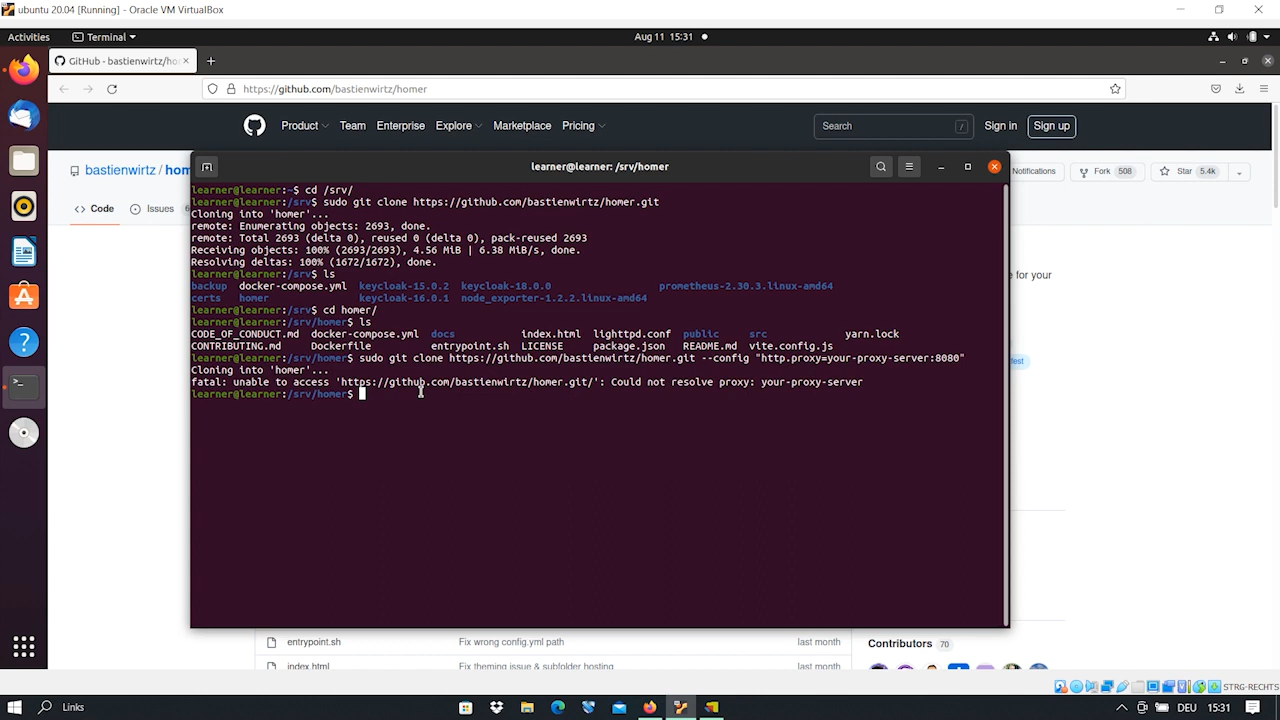 ubuntu 20.04 [Running] - Oracle VM VirtualBox
Activities
Terminal
Aug 11 15:31
GitHub - bastienwirtz/ho
https://github.com/bastienwirtz/homer
Product
Team
Enterprise
Explore
Marketplace
Pricing
Search
/
Sign in
Sign up
bastienwirtz / hom
Notifications
Fork 508
Star 5.4k
Code
Issues
learner@learner: /srv/homer
learner@learner:~$ cd /srv/
learner@learner:/srv$ sudo git clone https://github.com/bastienwirtz/homer.git
Cloning into 'homer'...
remote: Enumerating objects: 2693, done.
remote: Total 2693 (delta 0), reused 0 (delta 0), pack-reused 2693
Receiving objects: 100% (2693/2693), 4.56 MiB | 6.38 MiB/s, done.
Resolving deltas: 100% (1672/1672), done.
learner@learner:/srv$ ls
backup docker-compose.yml keycloak-15.0.2 keycloak-18.0.0 prometheus-2.30.3.linux-amd64
certs homer keycloak-16.0.1 node_exporter-1.2.2.linux-amd64
learner@learner:/srv$ cd homer/
learner@learner:/srv/homer$ ls
CODE_OF_CONDUCT.md docker-compose.yml docs index.html lighttpd.conf public src yarn.lock
CONTRIBUTING.md Dockerfile entrypoint.sh LICENSE package.json README.md vite.config.js
learner@learner:/srv/homer$ sudo git clone https://github.com/bastienwirtz/homer.git --config "http.proxy=your-proxy-server:8080"
Cloning into 'homer'...
fatal: unable to access 'https://github.com/bastienwirtz/homer.git/': Could not resolve proxy: your-proxy-server
learner@learner:/srv/homer$
e for your
entrypoint.sh Fix wrong config.yml path last month
index.html Fix theming issue & subfolder hosting last month
Contributors 70
STRG-RECHTS
Links
DEU 15:31